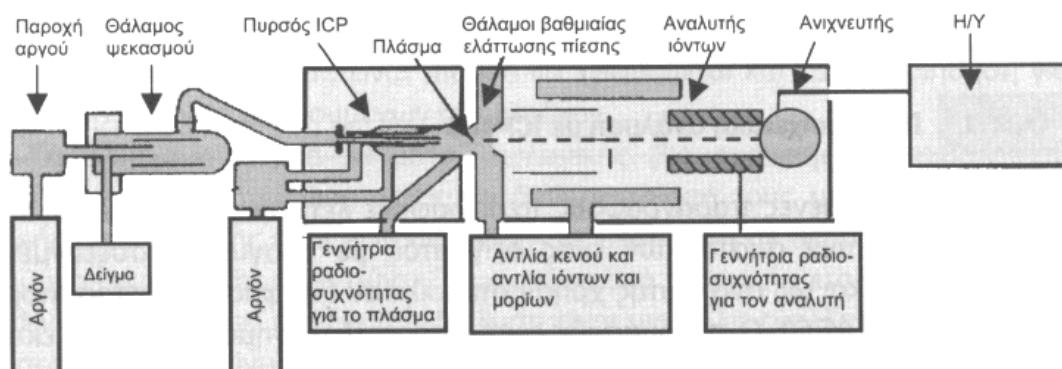 Παροχή
αργού
Θάλαμος
ψεκασμού
Πυρσός ICP
Πλάσμα
Θάλαμοι βαθμιαίας
ελάττωσης πίεσης
Αναλυτής
ιόντων
Ανιχνευτής
Η/Υ
Αργόν
Δείγμα
Αργόν
Γεννήτρια
ραδιο-
συχνότητας
για το πλάσμα
Αντλία κενού και
αντλία ιόντων και
μορίων
Γεννήτρια ραδιο-
συχνότητας
για τον αναλυτή